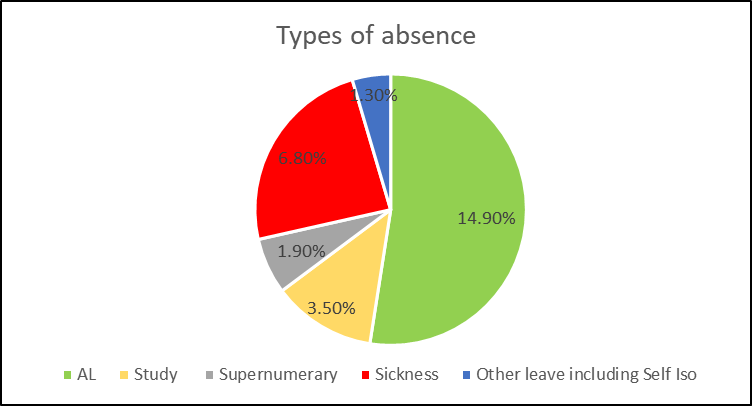 Types of absence
1.30%
6.80%
14.90%
1.90%
3.50%
AL Study Supernumerary Sickness Other leave including Self Iso